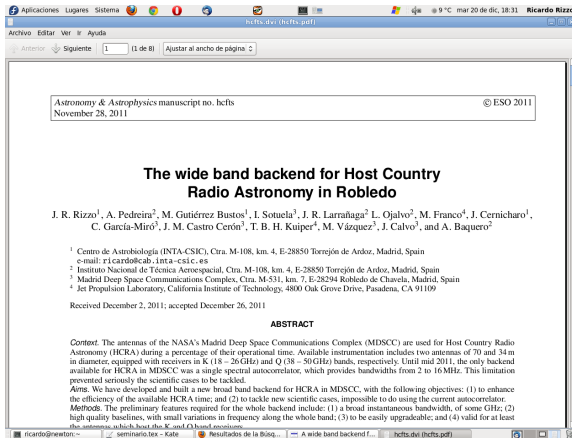 Aplicaciones Lugares Sistema 9 °C mar 20 de dic, 18:31 Ricardo Rizzo
hcfts.dvi (hcfts.pdf)
Archivo Editar Ver Ir Ayuda
Anterior Siguiente 1 (1 de 8) Ajustar al ancho de página
Astronomy & Astrophysics manuscript no. hcfts © ESO 2011
November 28, 2011
The wide band backend for Host Country
Radio Astronomy in Robledo
J. R. Rizzo1, A. Pedreira2, M. Gutiérrez Bustos1, I. Sotuela3, J. R. Larrañaga2 L. Ojalvo2, M. Franco4, J. Cernicharo1,
C. García-Miró3, J. M. Castro Cerón3, T. B. H. Kuiper4, M. Vázquez3, J. Calvo3, and A. Baquero2
1 Centro de Astrobiología (INTA-CSIC), Ctra. M-108, km. 4, E-28850 Torrejón de Ardoz, Madrid, Spain
e-mail: ricardo@cab.inta-csic.es
2 Instituto Nacional de Técnica Aeroespacial, Ctra. M-108, km. 4, E-28850 Torrejón de Ardoz, Madrid, Spain
3 Madrid Deep Space Communications Complex, Ctra. M-531, km. 7, E-28294 Robledo de Chavela, Madrid, Spain
4 Jet Propulsion Laboratory, California Institute of Technology, 4800 Oak Grove Drive, Pasadena, CA 91109
Received December 2, 2011; accepted December 26, 2011
ABSTRACT
Context. The antennas of the NASA's Madrid Deep Space Communications Complex (MDSCC) are used for Host Country Radio
Astronomy (HCRA) during a percentage of their operational time. Available instrumentation includes two antennas of 70 and 34 m
in diameter, equipped with receivers in K (18 – 26 GHz) and Q (38 – 50 GHz) bands, respectively. Until mid 2011, the only backend
available for HCRA in MDSCC was a single spectral autocorrelator, which provides bandwidths from 2 to 16 MHz. This limitation
prevented seriously the scientific cases to be tackled.
Aims. We have developed and built a new broad band backend for HCRA in MDSCC, with the following objectives: (1) to enhance
the efficiency of the available HCRA time; and (2) to tackle new scientific cases, impossible to do using the current autocorrelator.
Methods. The preliminary features required for the whole backend include: (1) a broad instantaneous bandwidth, of some GHz; (2)
high quality baselines, with small variations in frequency along the whole band; (3) to be easily upgradeable; and (4) valid for at least
the antennas which host the K and Q band receivers.
ricardo@newton:~ seminario.tex – Kate Resultados de la Búsq... A wide band backend f... hcfts.dvi (hcfts.pdf)